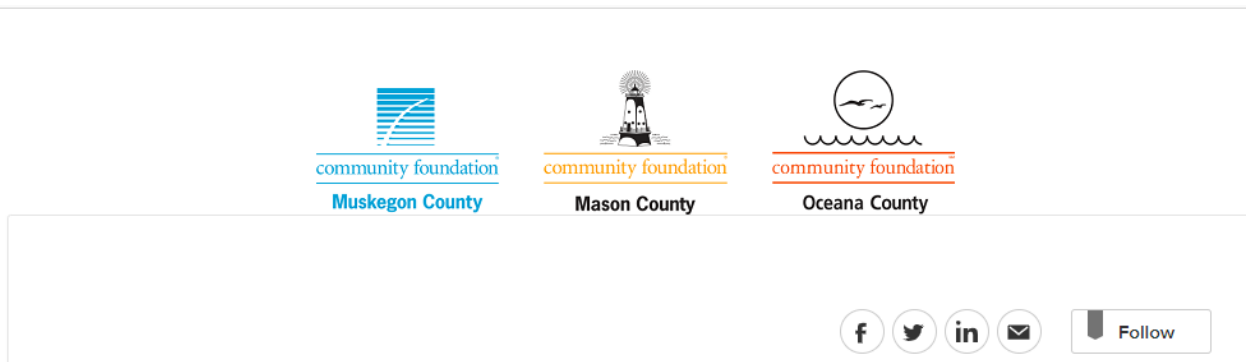 community foundation
Muskegon County
community foundation
Mason County
community foundation
Oceana County
Follow